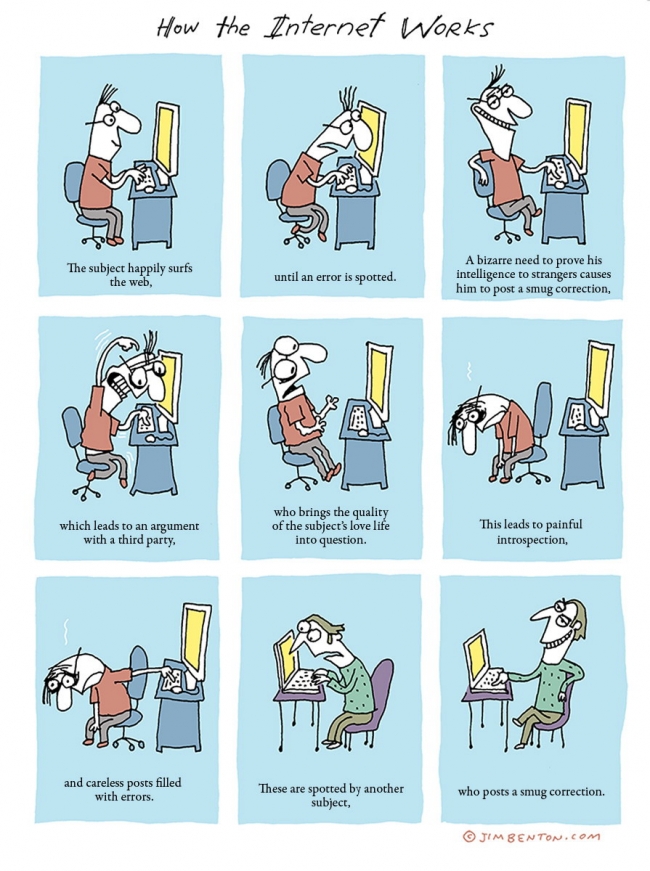 How the Internet Works
The subject happily surfs
the web,
until an error is spotted.
A bizarre need to prove his
intelligence to strangers causes
him to post a smug correction,
which leads to an argument
with a third party,
who brings the quality
of the subject's love life
into question.
This leads to painful
introspection,
and careless posts filled
with errors.
These are spotted by another
subject,
who posts a smug correction.
© JIMBENTON.COM